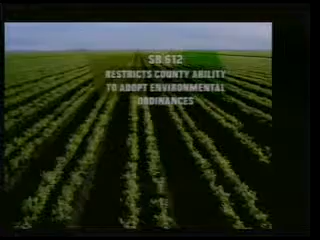 SB 612
RESTRICTS COUNTY ABILITY
TO ADOPT ENVIRONMENTAL
ORDINANCES